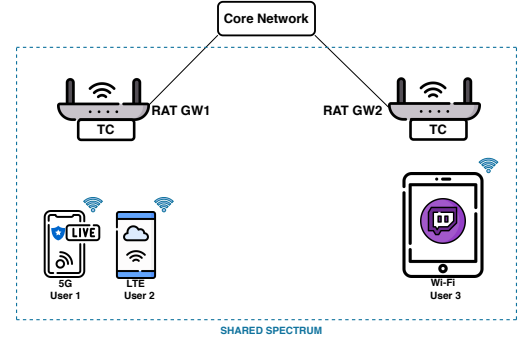 Core Network
RAT GW1
RAT GW2
TC
TC
LIVE
5G
User 1
LTE
User 2
Wi-Fi
User 3
SHARED SPECTRUM